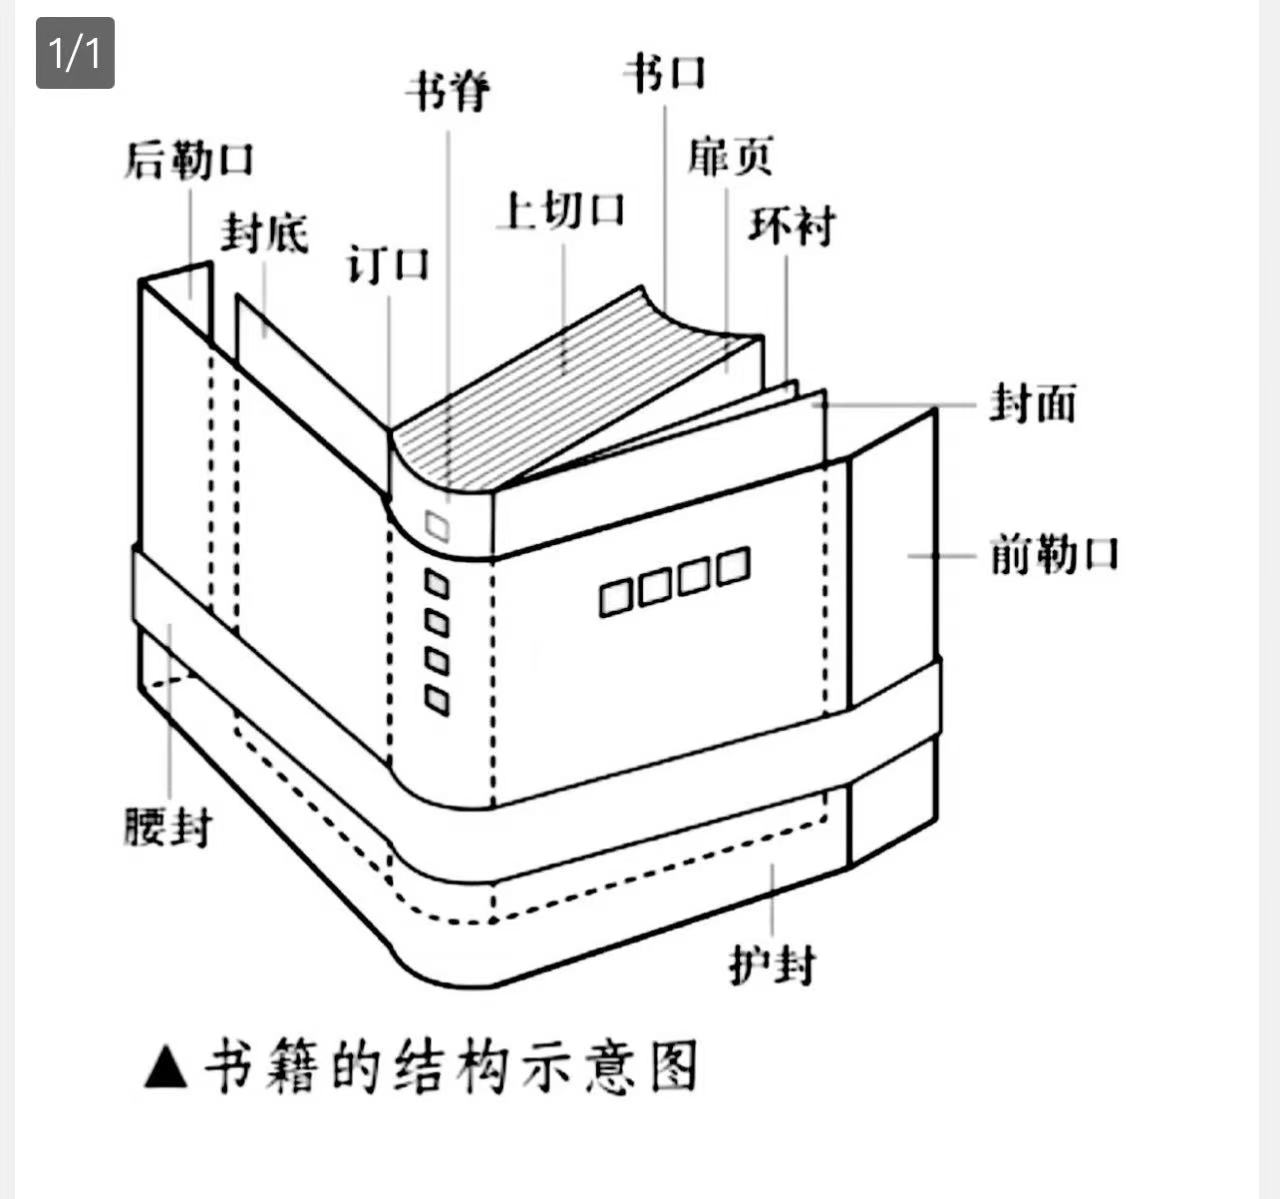 1/1
书口
书脊
后勒口
扉页
上切口
环衬
封底
订口
封面
前勒口
腰封
护封
▲书籍的结构示意图